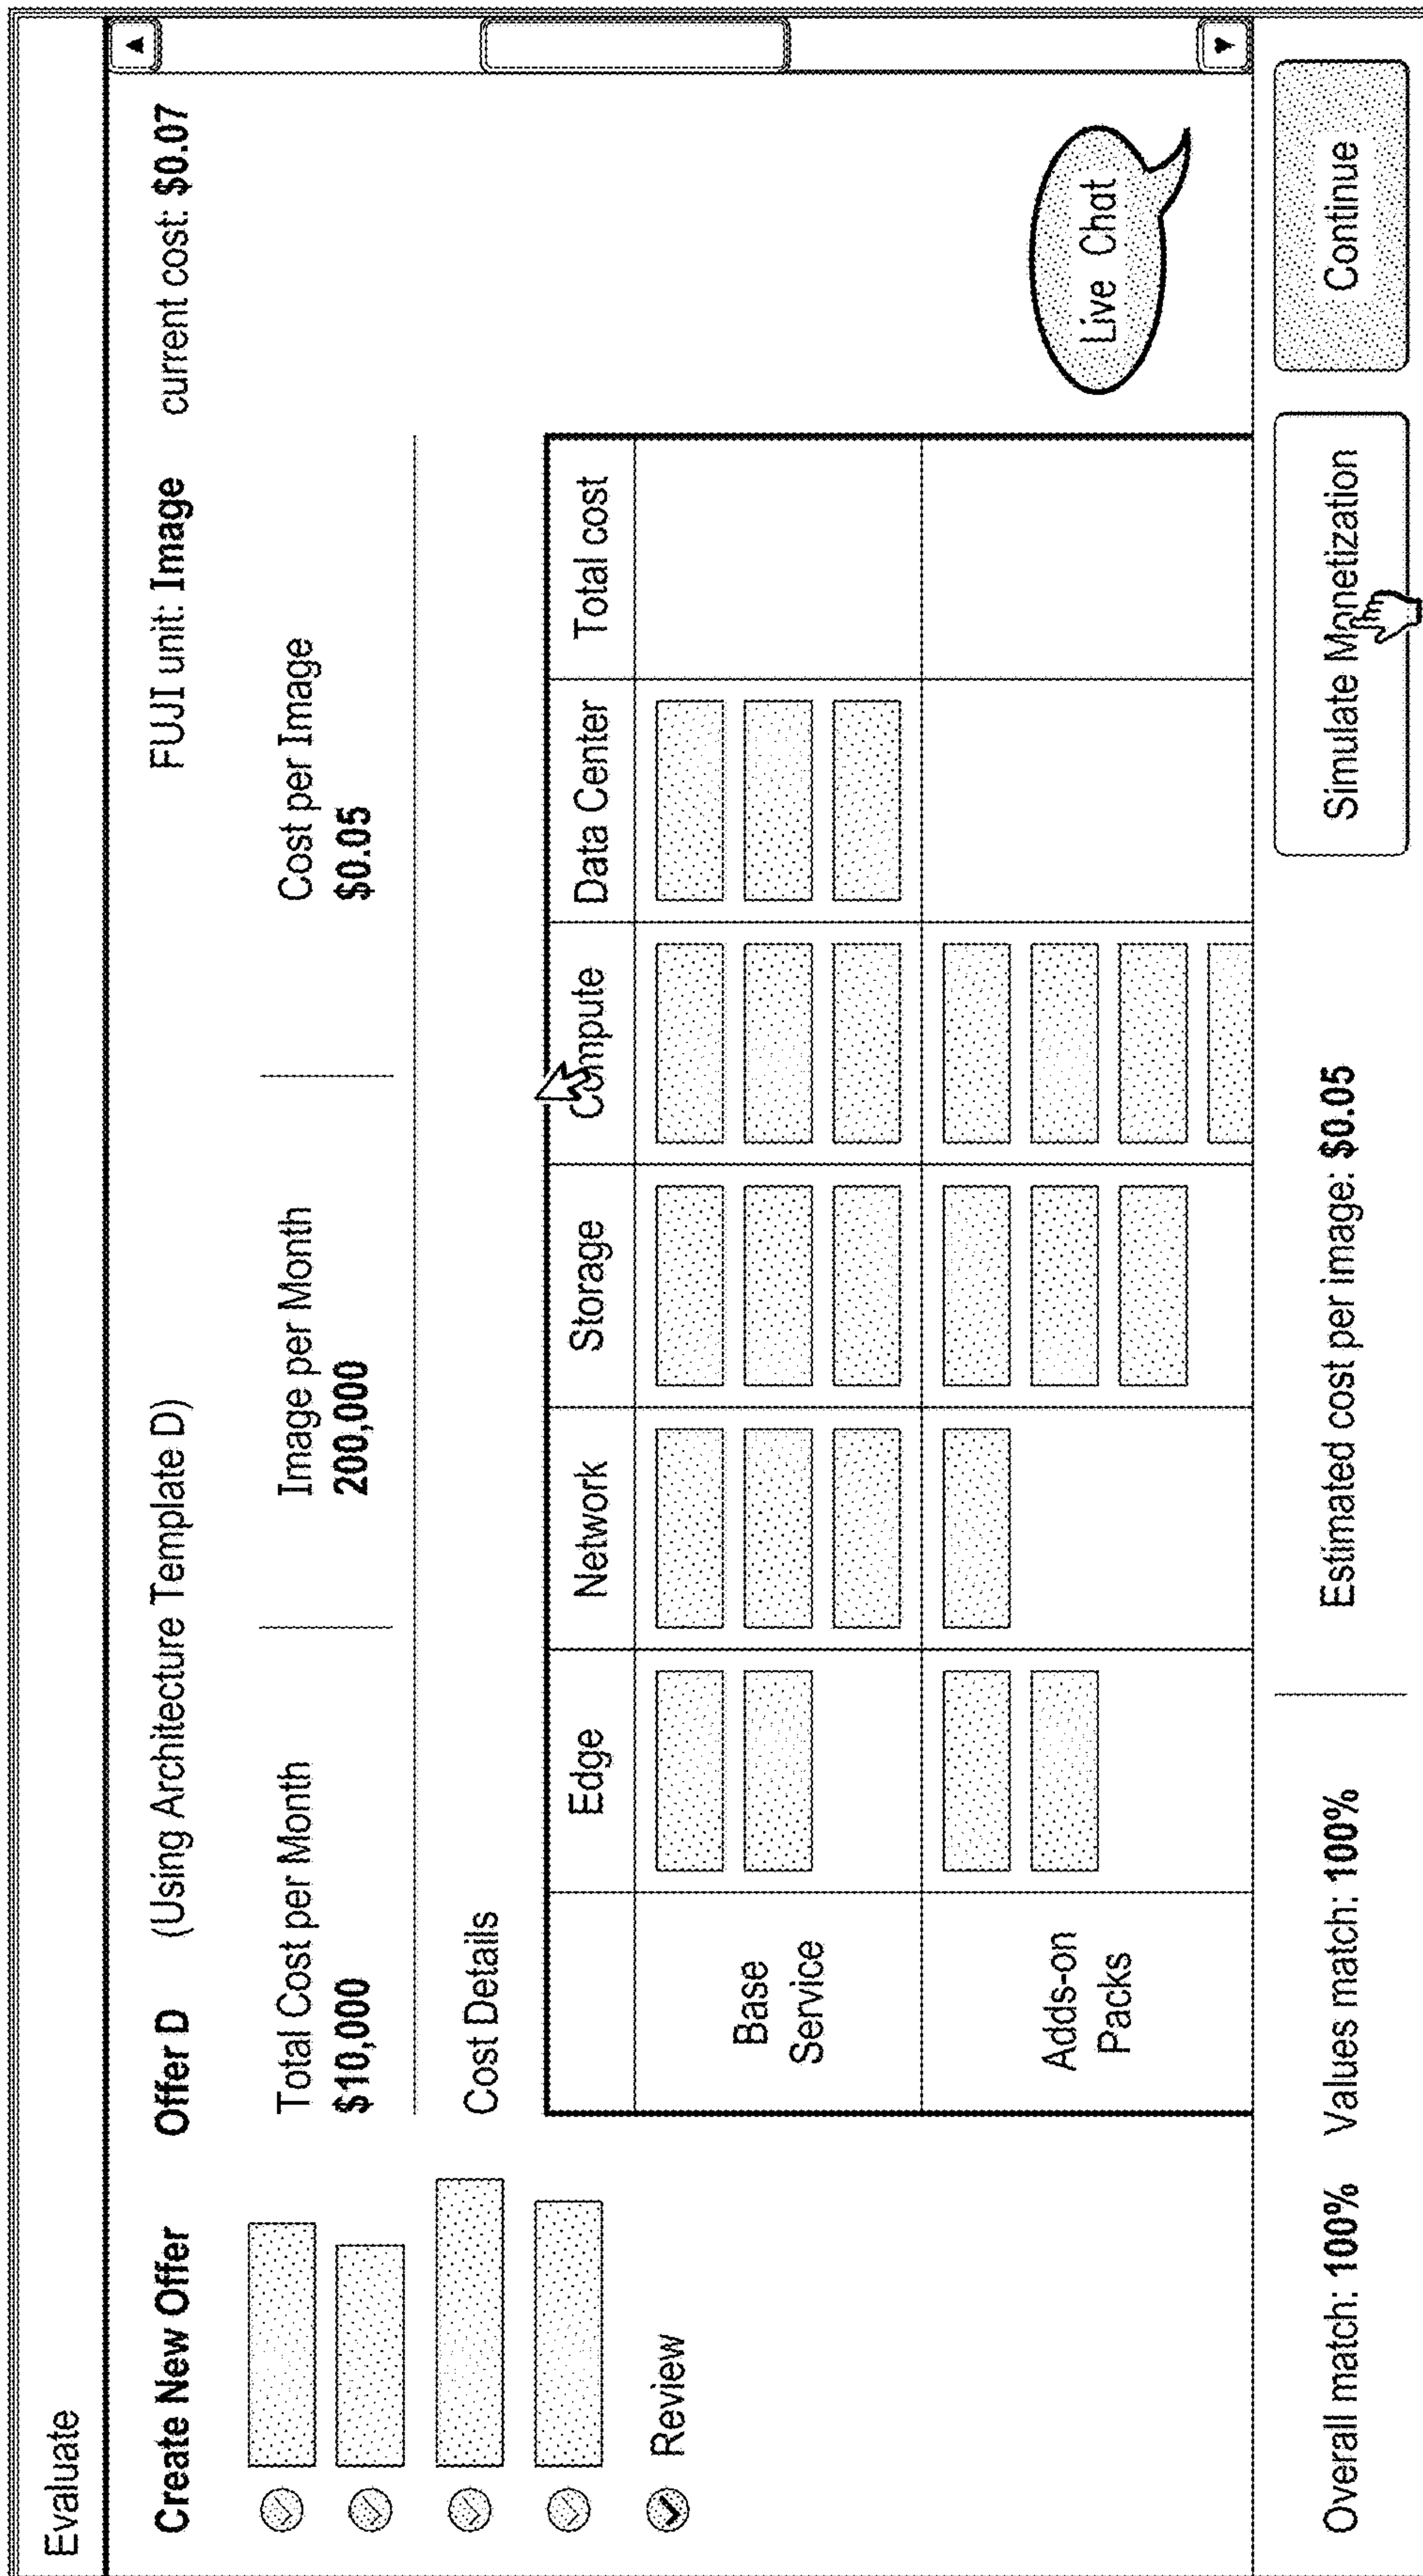 Evaluate
Create New Offer
Offer D (Using Architecture Template D)
FUJI unit: Image
current cost: $0.07
Total Cost per Month
$10,000
Image per Month
200,000
Cost per Image
$0.05
Review
Cost Details
Edge
Network
Storage
Compute
Data Center
Total cost
Base
Service
Adds-on
Packs
Live Chat
Overall match: 100%
Values match: 100%
Estimated cost per image: $0.05
Simulate Monetization
Continue